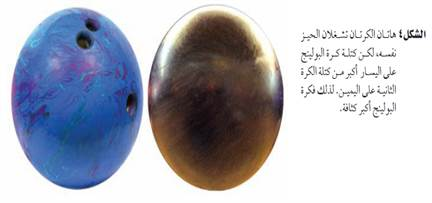 الشكل ٤ هاتان الكرتان تشغلان الحيز
نفسه، لكن كتلة كرة البولينج
على اليسار أكبر من كتلة الكرة
الثانية على اليمين. لذلك فكرة
البولينج أكبر كثافة.